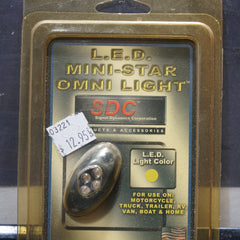 L.E.D.
MINI-STAR
OMNI LIGHT
SDC
Signal Dynamics Corporation
& ACCESSORIES
03221
12.95
L.E.D.
Light Color
FOR USE ON:
MOTORCYCLE,
TRUCK, TRAILER, RV
VAN, BOAT & HOME